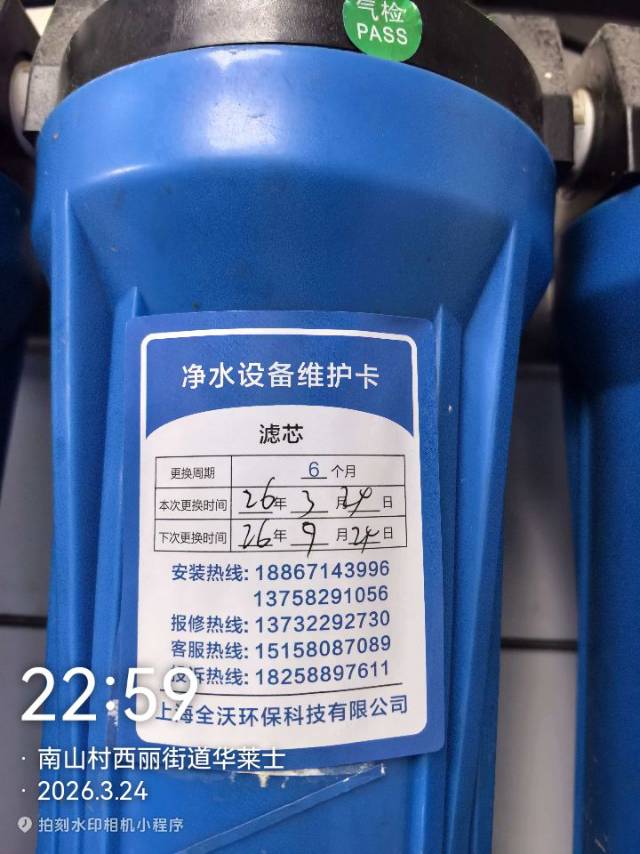 气检
PASS
净水设备维护卡
滤芯
更换周期 6 个月
本次更换时间 26年 3 月 24 日
下次更换时间 26年 9 月 24 日
安装热线: 18867143996
13758291056
报修热线: 13732292730
客服热线: 15158087089
投诉热线: 18258897611
上海全沃环保科技有限公司
22:59
· 南山村西丽街道华莱士
· 2026.3.24
拍刻水印相机小程序